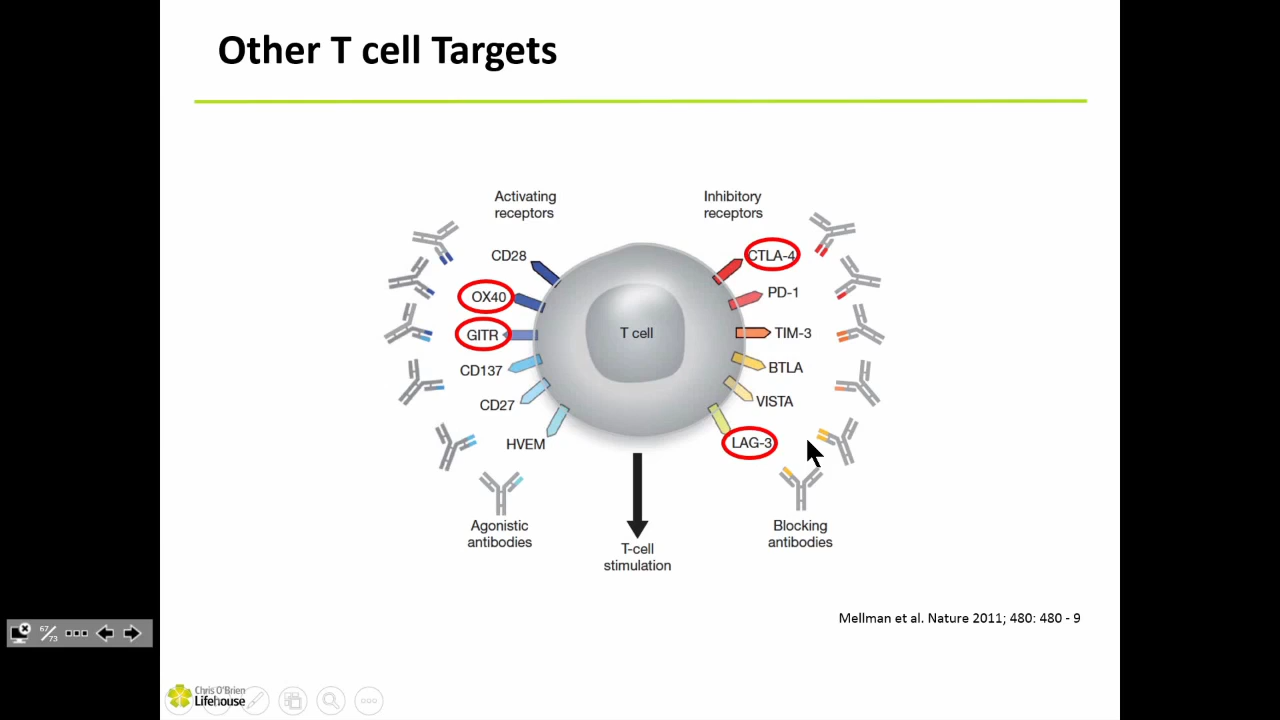 Other T cell Targets
Activating
receptors
Inhibitory
receptors
CD28
OX40
GITR
CD137
CD27
HVEM
T cell
CTLA-4
PD-1
TIM-3
BTLA
VISTA
LAG-3
Agonistic
antibodies
T-cell
stimulation
Blocking
antibodies
Mellman et al. Nature 2011; 480: 480 - 9
67/73
Chris O'Brien
Lifehouse